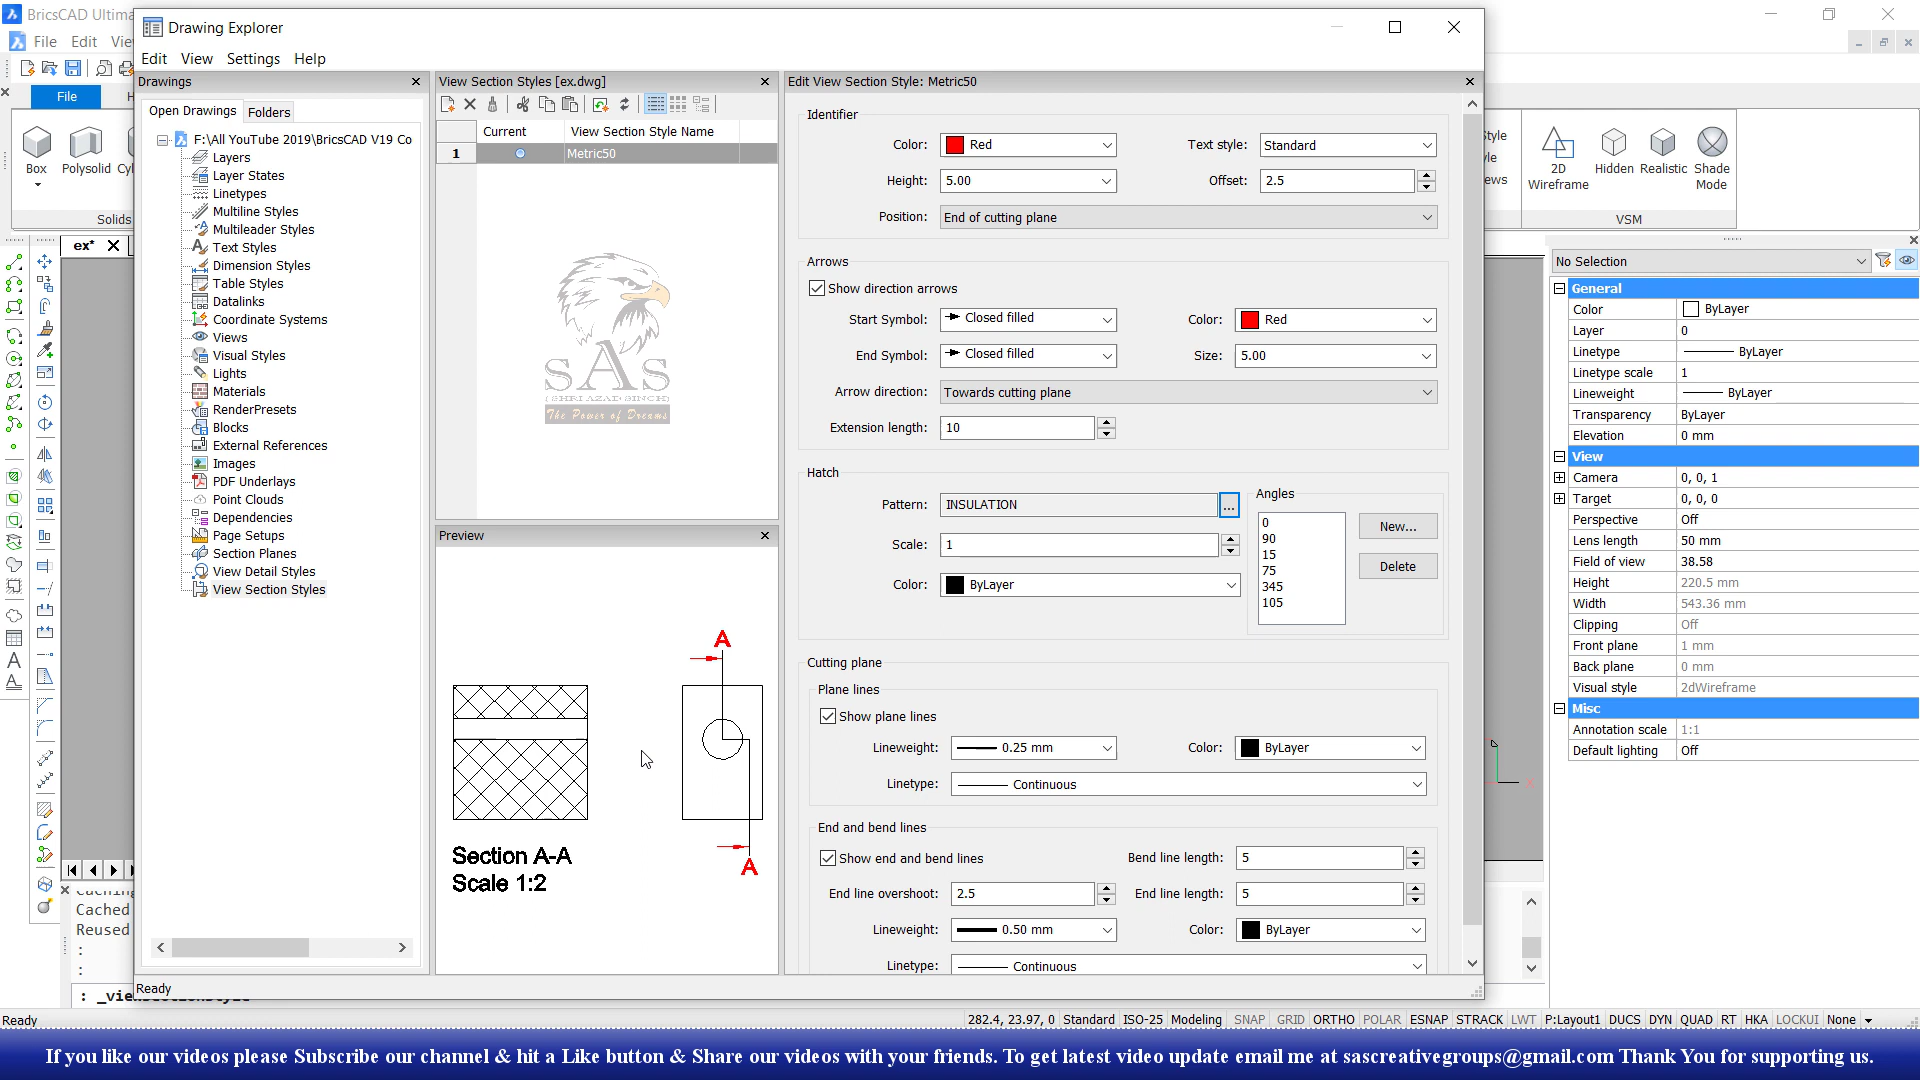 BricsCAD Ultima
Drawing Explorer
File Edit Vie
Edit View Settings Help
Drawings
View Section Styles [ex.dwg]
Edit View Section Style: Metric50
File
H
Open Drawings Folders
Current View Section Style Name
1 Metric50
F:\All YouTube 2019\BricsCAD V19 Co
Layers
Layer States
Linetypes
Multiline Styles
Multileader Styles
Text Styles
Dimension Styles
Table Styles
Datalinks
Coordinate Systems
Views
Visual Styles
Lights
Materials
RenderPresets
Blocks
External References
Images
PDF Underlays
Point Clouds
Dependencies
Page Setups
Section Planes
View Detail Styles
View Section Styles
Box Polysolid Cyl
Solids
ex*
sAs
(SHRI AZAD SINGH)
The Power of Dreams
Preview
A
A
Section A-A
Scale 1:2
Identifier
Color: Red Text style: Standard
Height: 5.00 Offset: 2.5
Position: End of cutting plane
Arrows
Show direction arrows
Start Symbol: Closed filled Color: Red
End Symbol: Closed filled Size: 5.00
Arrow direction: Towards cutting plane
Extension length: 10
Hatch
Pattern: INSULATION ...
Scale: 1
Color: ByLayer
Angles
0
90
15
75
345
105
New...
Delete
Cutting plane
Plane lines
Show plane lines
Lineweight: 0.25 mm Color: ByLayer
Linetype: Continuous
End and bend lines
Show end and bend lines Bend line length: 5
End line overshoot: 2.5 End line length: 5
Lineweight: 0.50 mm Color: ByLayer
Linetype: Continuous
Ready
tyle
le
ews
2D
Wireframe
Hidden
Realistic
Shade
Mode
VSM
No Selection
General
Color ByLayer
Layer 0
Linetype ByLayer
Linetype scale 1
Lineweight ByLayer
Transparency ByLayer
Elevation 0 mm
View
Camera 0, 0, 1
Target 0, 0, 0
Perspective Off
Lens length 50 mm
Field of view 38.58
Height 220.5 mm
Width 543.36 mm
Clipping Off
Front plane 1 mm
Back plane 0 mm
Visual style 2dWireframe
Misc
Annotation scale 1:1
Default lighting Off
X
Cached
Reused
:
:
Ready
282.4, 23.97, 0 Standard ISO-25 Modeling SNAP GRID ORTHO POLAR ESNAP STRACK LWT P:Layout1 DUCS DYN QUAD RT HKA LOCKUI None
If you like our videos please Subscribe our channel & hit a Like button & Share our videos with your friends. To get latest video update email me at sascreativegroups@gmail.com Thank You for supporting us.